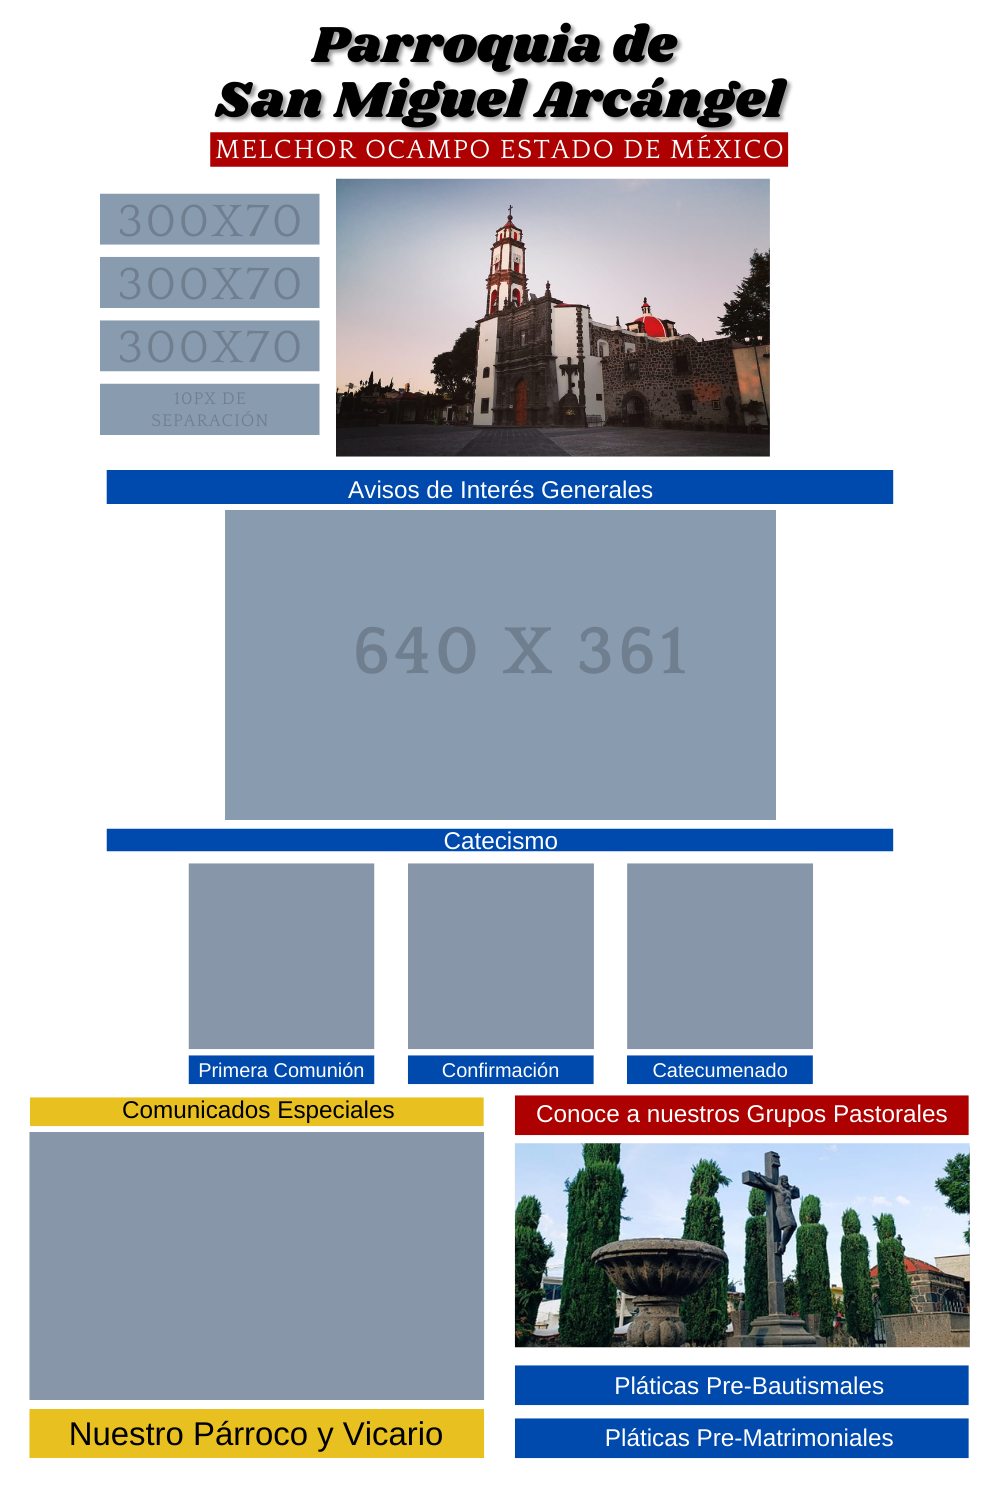 Parroquia de
San Miguel Arcángel
MELCHOR OCAMPO ESTADO DE MÉXICO
300X70
300X70
300X70
10PX DE
SEPARACIÓN
Avisos de Interés Generales
640 X 361
Catecismo
Primera Comunión
Confirmación
Catecumenado
Comunicados Especiales
Conoce a nuestros Grupos Pastorales
Pláticas Pre-Bautismales
Nuestro Párroco y Vicario
Pláticas Pre-Matrimoniales